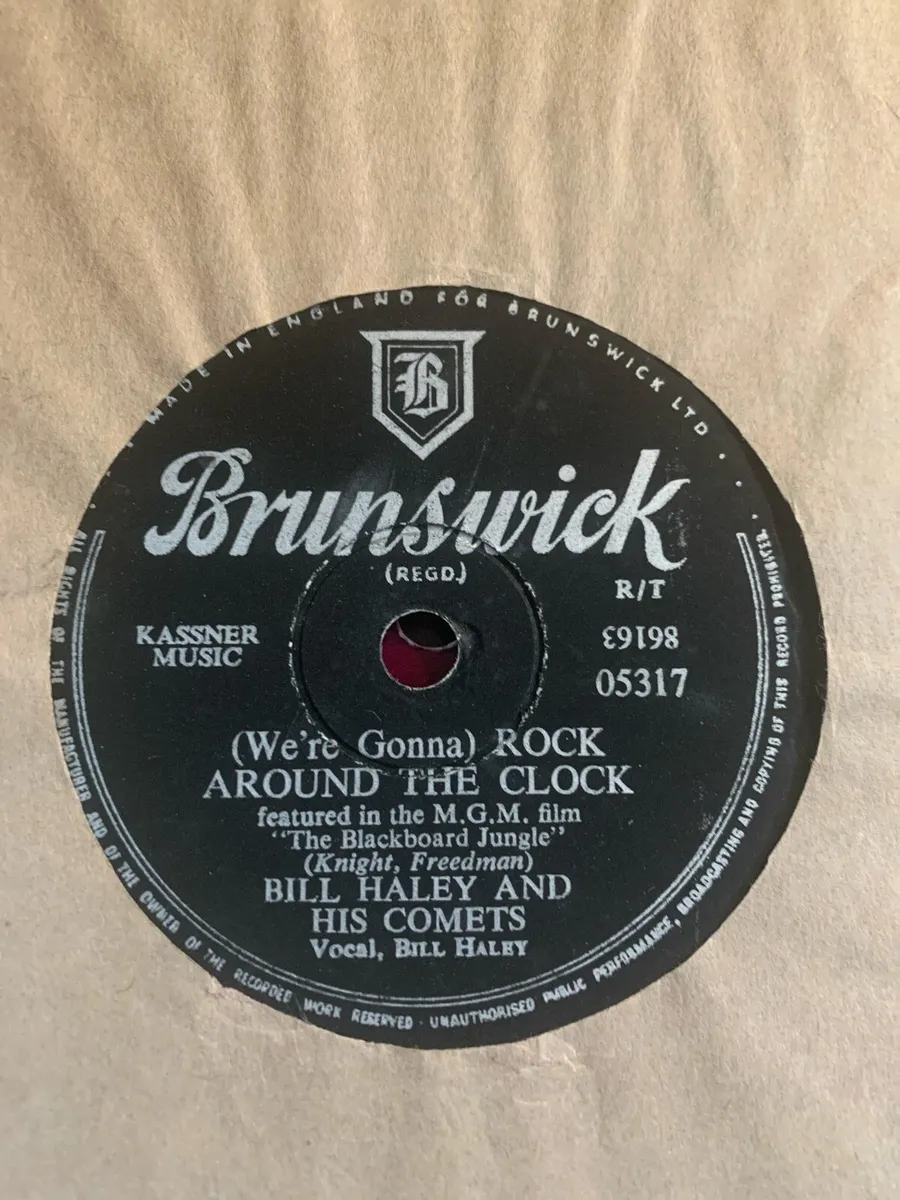 MADE IN ENGLAND FOR BRUNSWICK LTD
B
Brunswick
(REGD.)
R/T
KASSNER
MUSIC
86163
05317
(We're Gonna) ROCK
AROUND THE CLOCK
featured in the M.G.M. film
"The Blackboard Jungle"
(Knight, Freedman)
BILL HALEY AND
HIS COMETS
Vocal, BILL HALEY
ALL RIGHTS OF THE MANUFACTURER AND OF THE OWNER OF THE RECORDED WORK RESERVED · UNAUTHORISED PUBLIC PERFORMANCE, BROADCASTING AND COPYING OF THIS RECORD PROHIBITED.